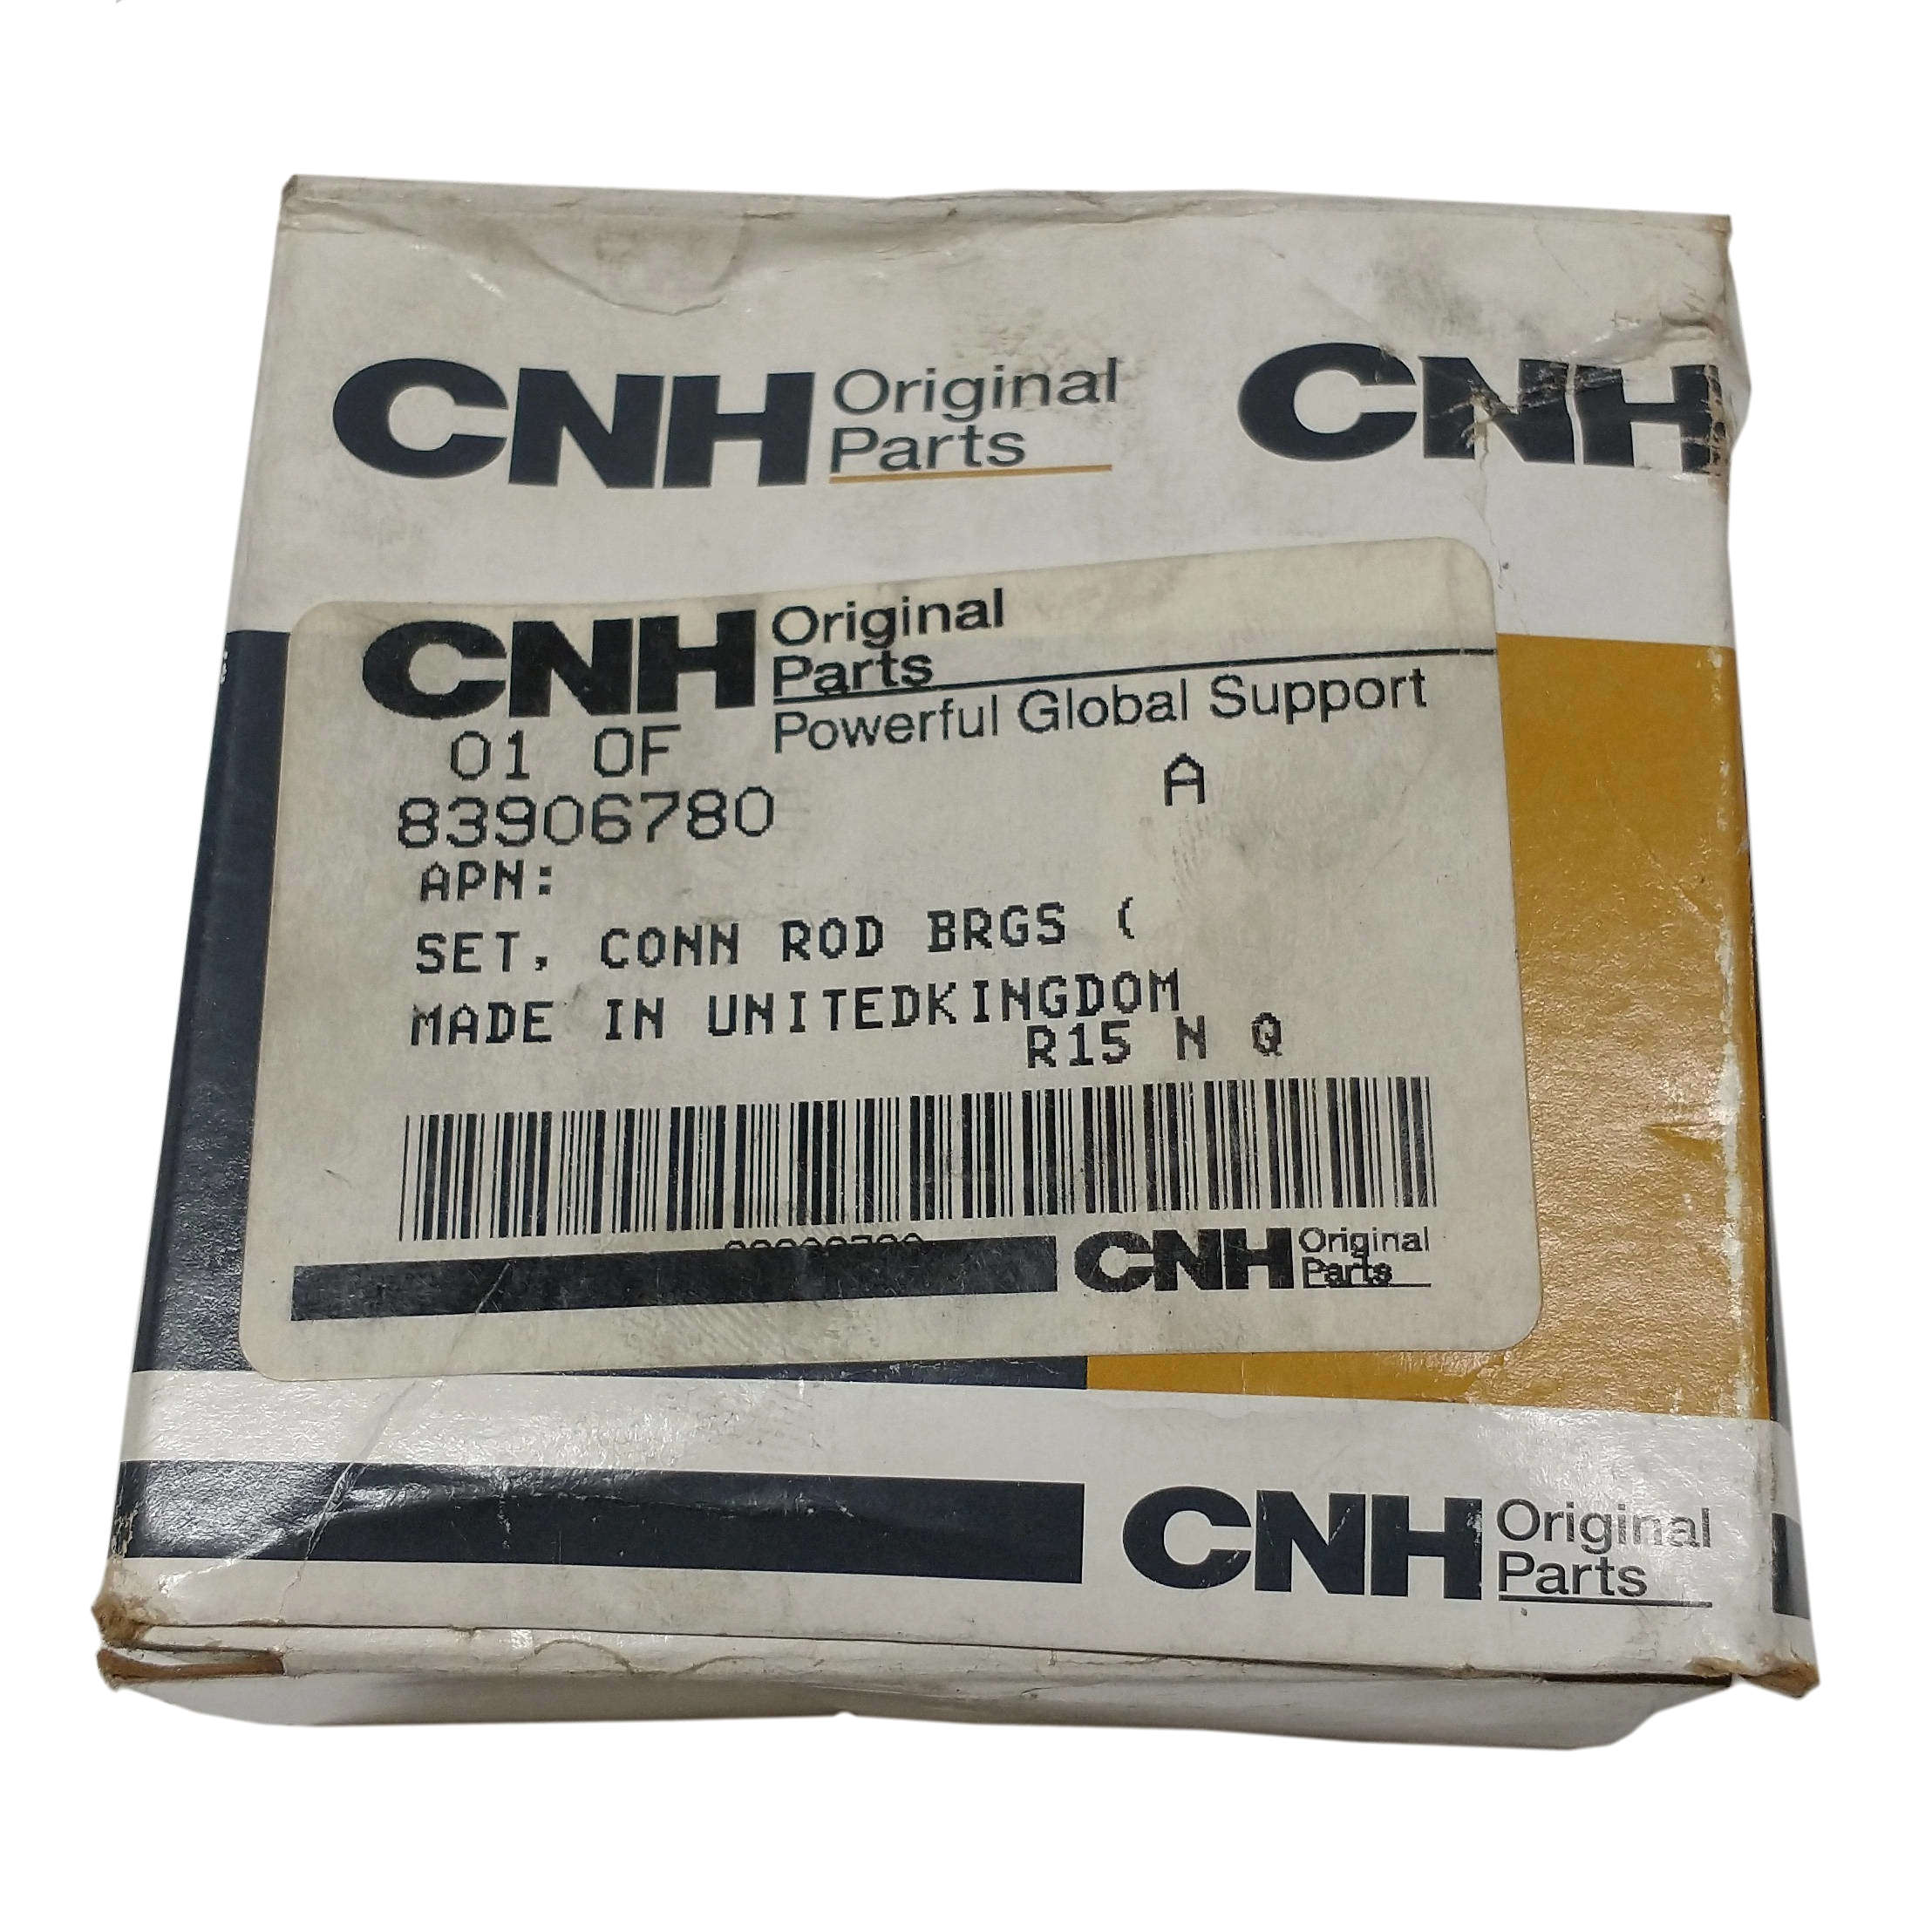 CNH Original Parts CNH
CNH Original Parts
Powerful Global Support
01 OF
A
83906780
APN:
SET, CONN ROD BRGS (
MADE IN UNITEDKINGDOM
R15 N Q
CNH Original Parts
CNH Original Parts